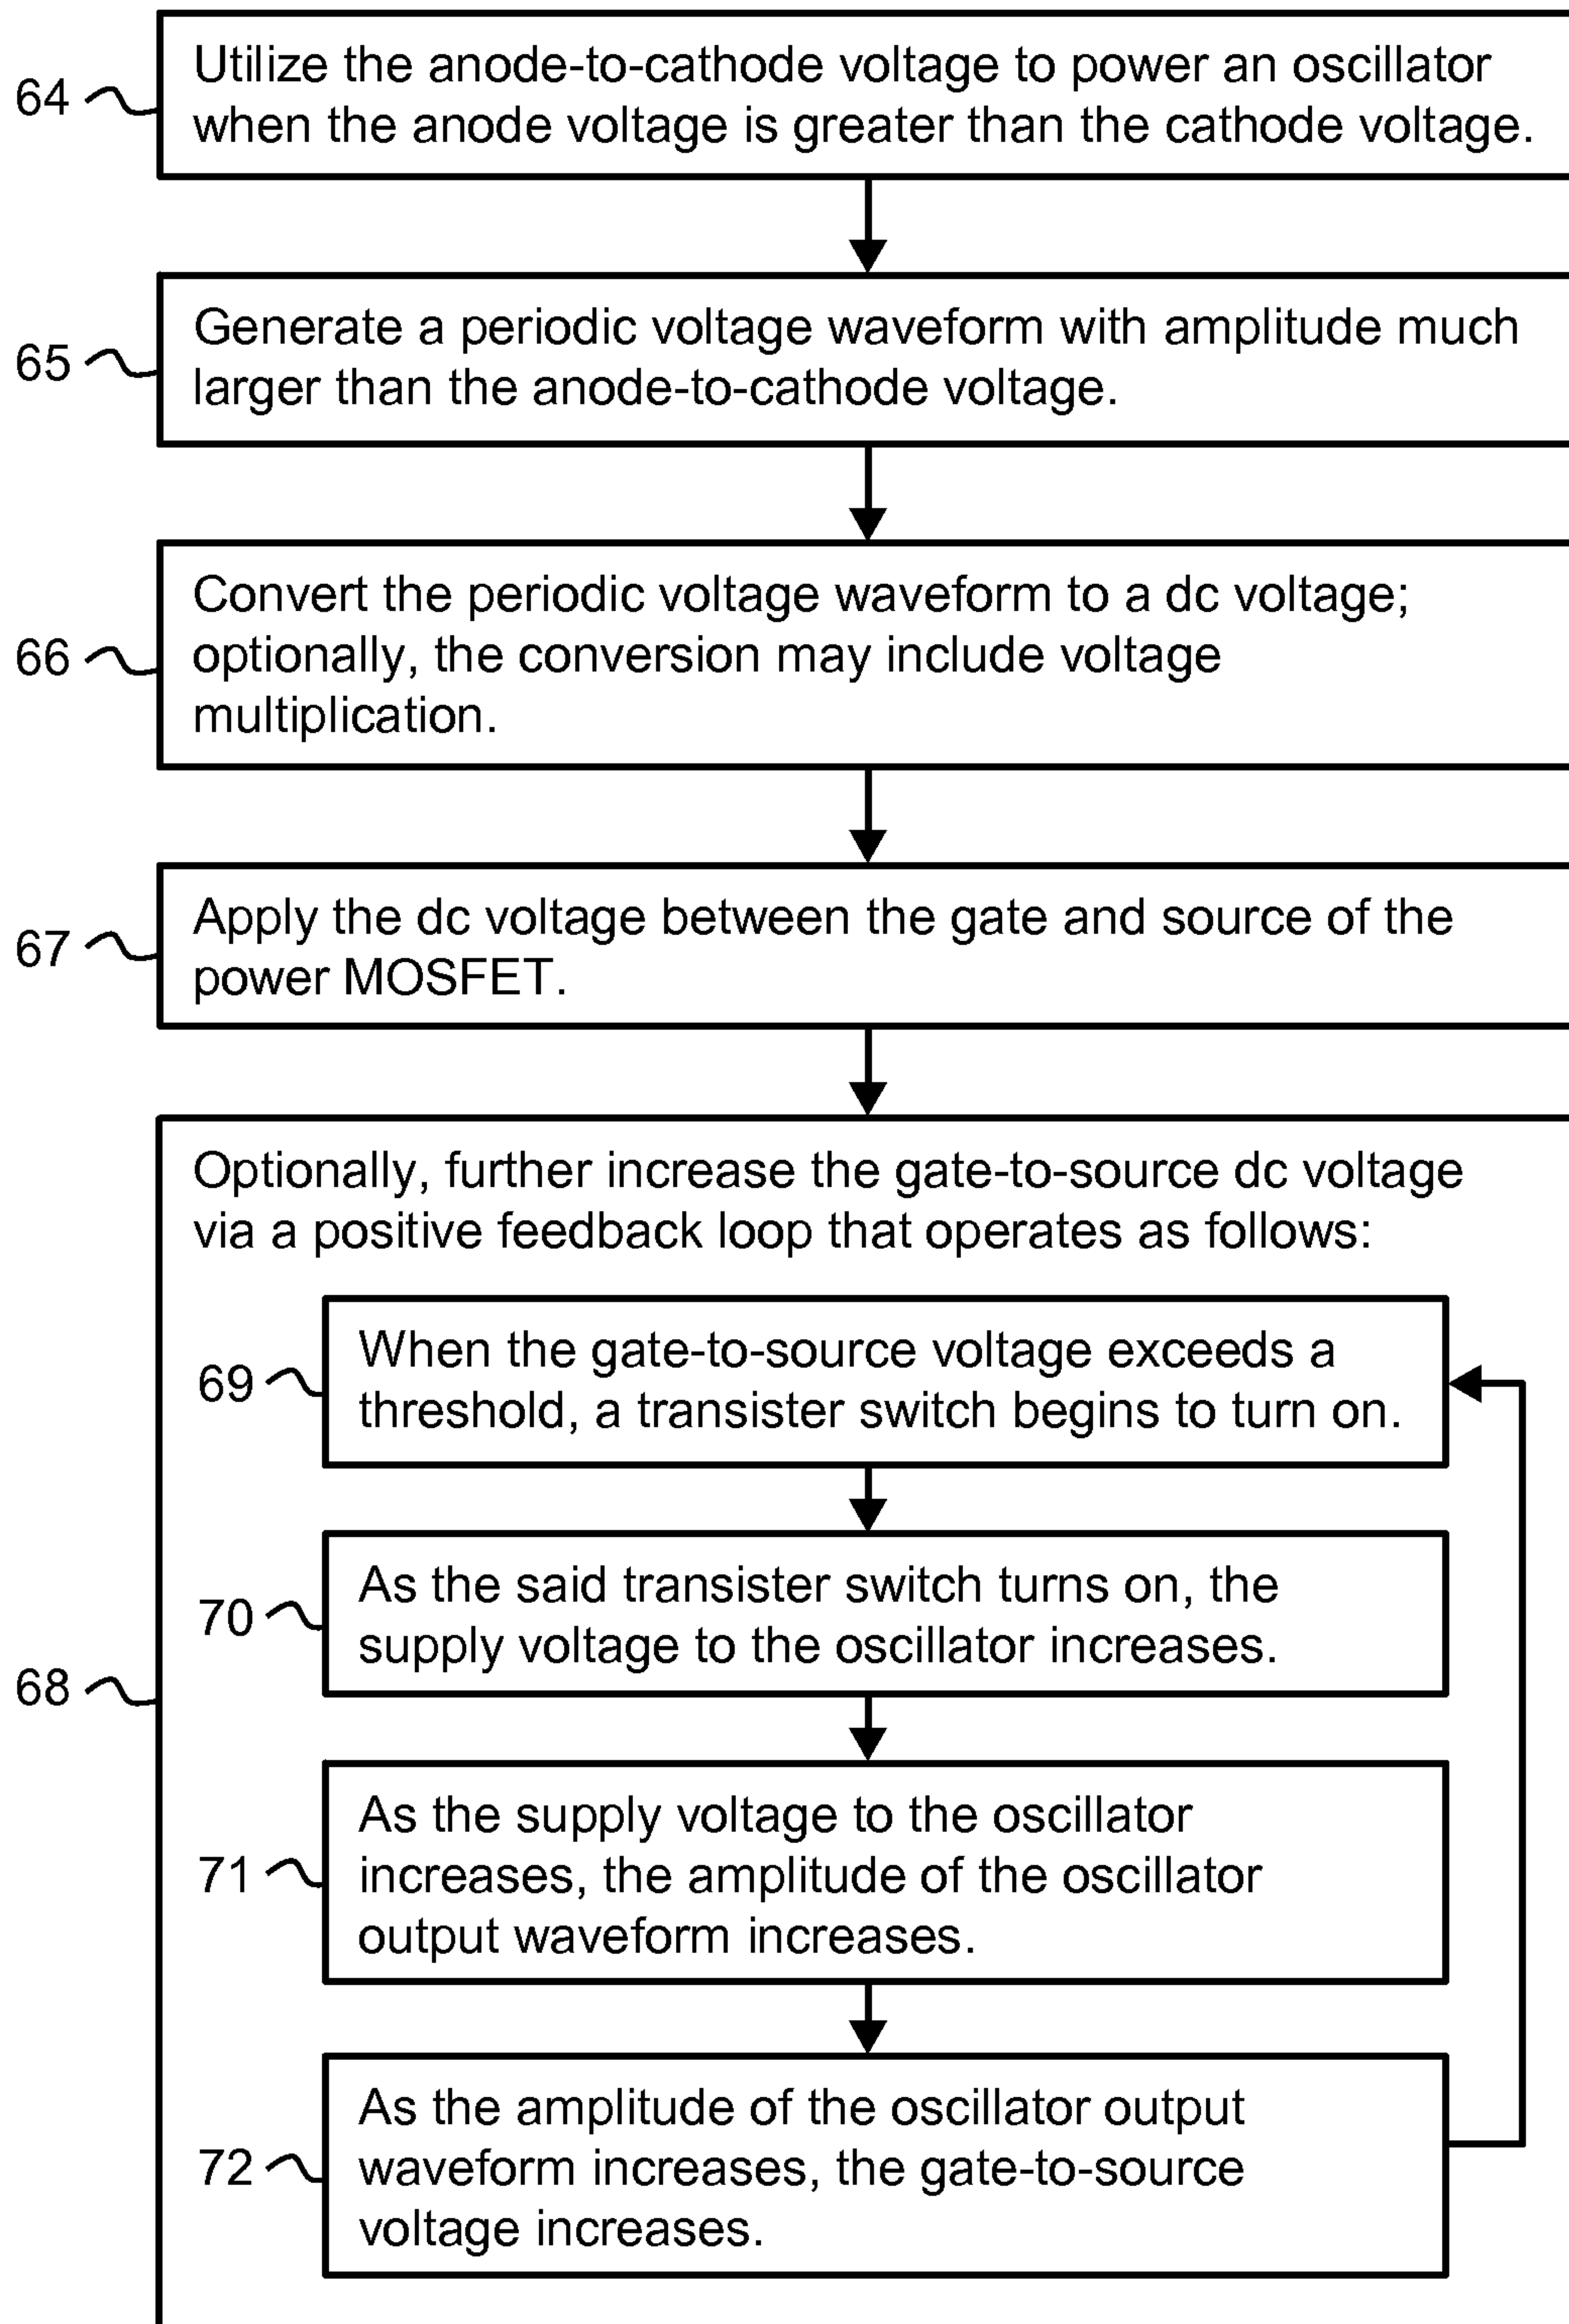 64
Utilize the anode-to-cathode voltage to power an oscillator
when the anode voltage is greater than the cathode voltage.
65
Generate a periodic voltage waveform with amplitude much
larger than the anode-to-cathode voltage.
66
Convert the periodic voltage waveform to a dc voltage;
optionally, the conversion may include voltage
multiplication.
67
Apply the dc voltage between the gate and source of the
power MOSFET.
68
Optionally, further increase the gate-to-source dc voltage
via a positive feedback loop that operates as follows:
69
When the gate-to-source voltage exceeds a
threshold, a transister switch begins to turn on.
70
As the said transister switch turns on, the
supply voltage to the oscillator increases.
71
As the supply voltage to the oscillator
increases, the amplitude of the oscillator
output waveform increases.
72
As the amplitude of the oscillator output
waveform increases, the gate-to-source
voltage increases.